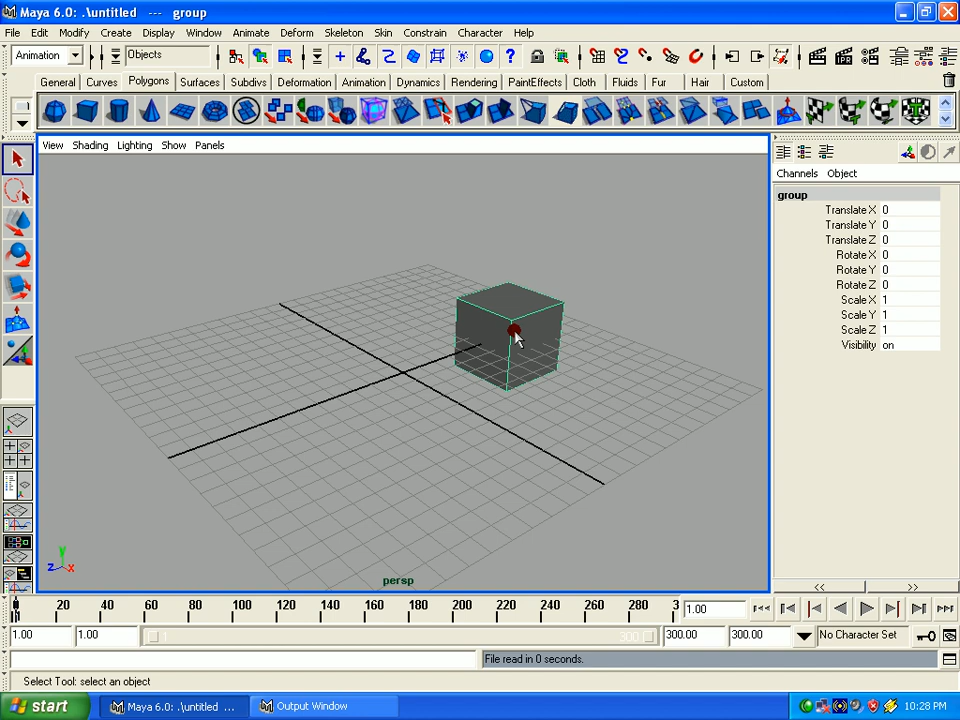 Maya 6.0: .\untitled --- group
File Edit Modify Create Display Window Animate Deform Skeleton Skin Constrain Character Help
Animation Objects
General Curves Polygons Surfaces Subdivs Deformation Animation Dynamics Rendering PaintEffects Cloth Fluids Fur Hair Custom
View Shading Lighting Show Panels
Channels Object
group
Translate X 0
Translate Y 0
Translate Z 0
Rotate X 0
Rotate Y 0
Rotate Z 0
Scale X 1
Scale Y 1
Scale Z 1
Visibility on
y
z x
persp
<< >>
20 40 60 80 100 120 140 160 180 200 220 240 260 280 3
1.00
1.00 1.00 1 300 300.00 300.00 No Character Set
File read in 0 seconds.
Select Tool: select an object
start Maya 6.0: .\untitled ... Output Window 10:28 PM